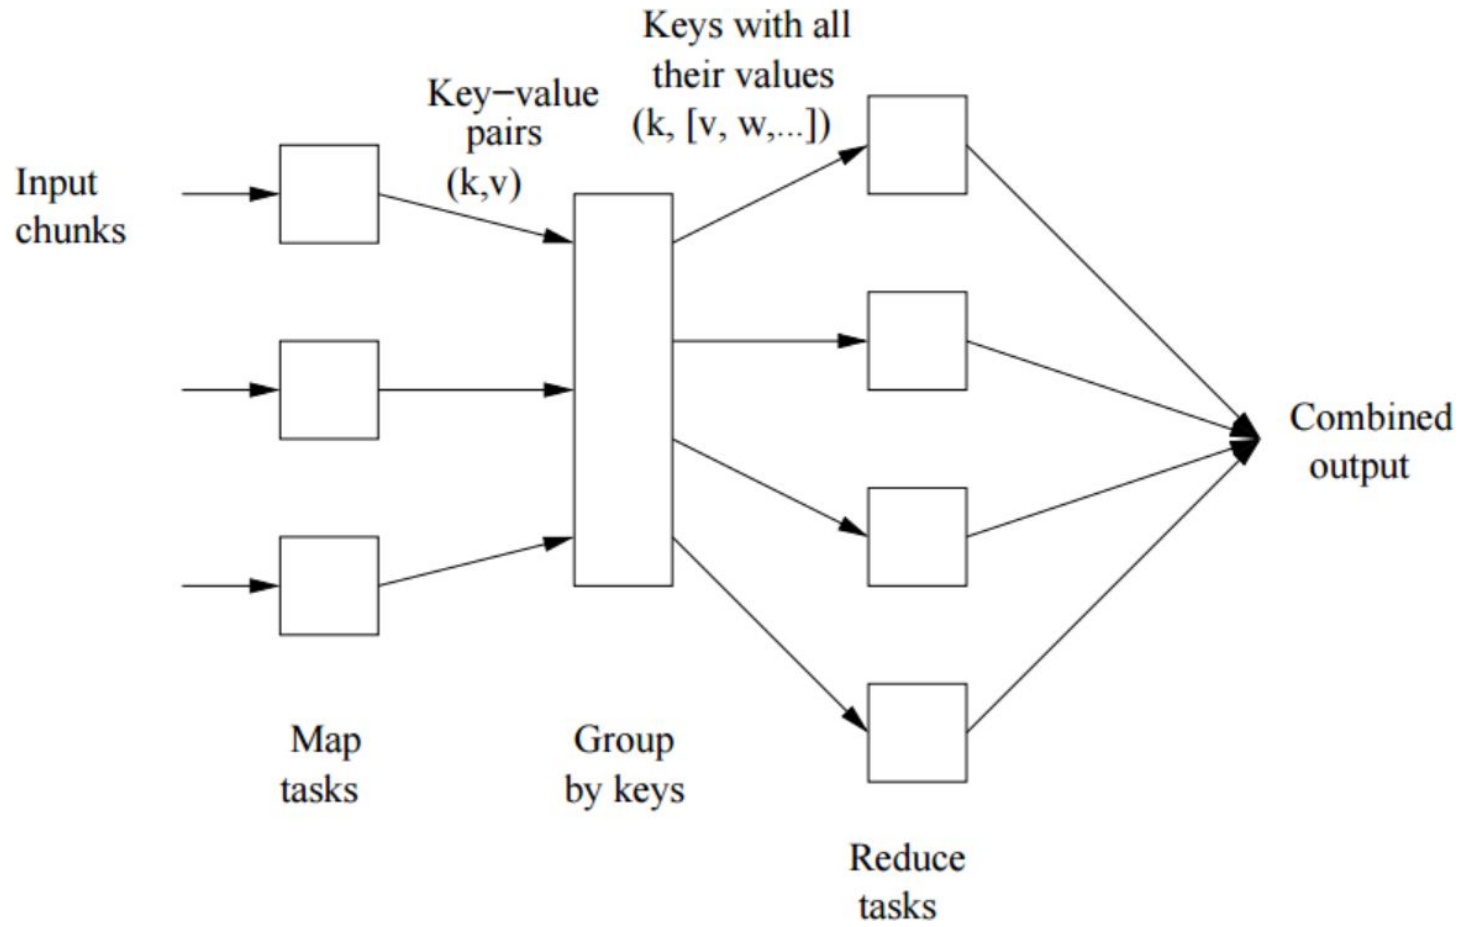 Keys with all
their values
(k, [v, w,...])
Key−value
pairs
(k,v)
Input
chunks
Combined
output
Map
tasks
Group
by keys
Reduce
tasks